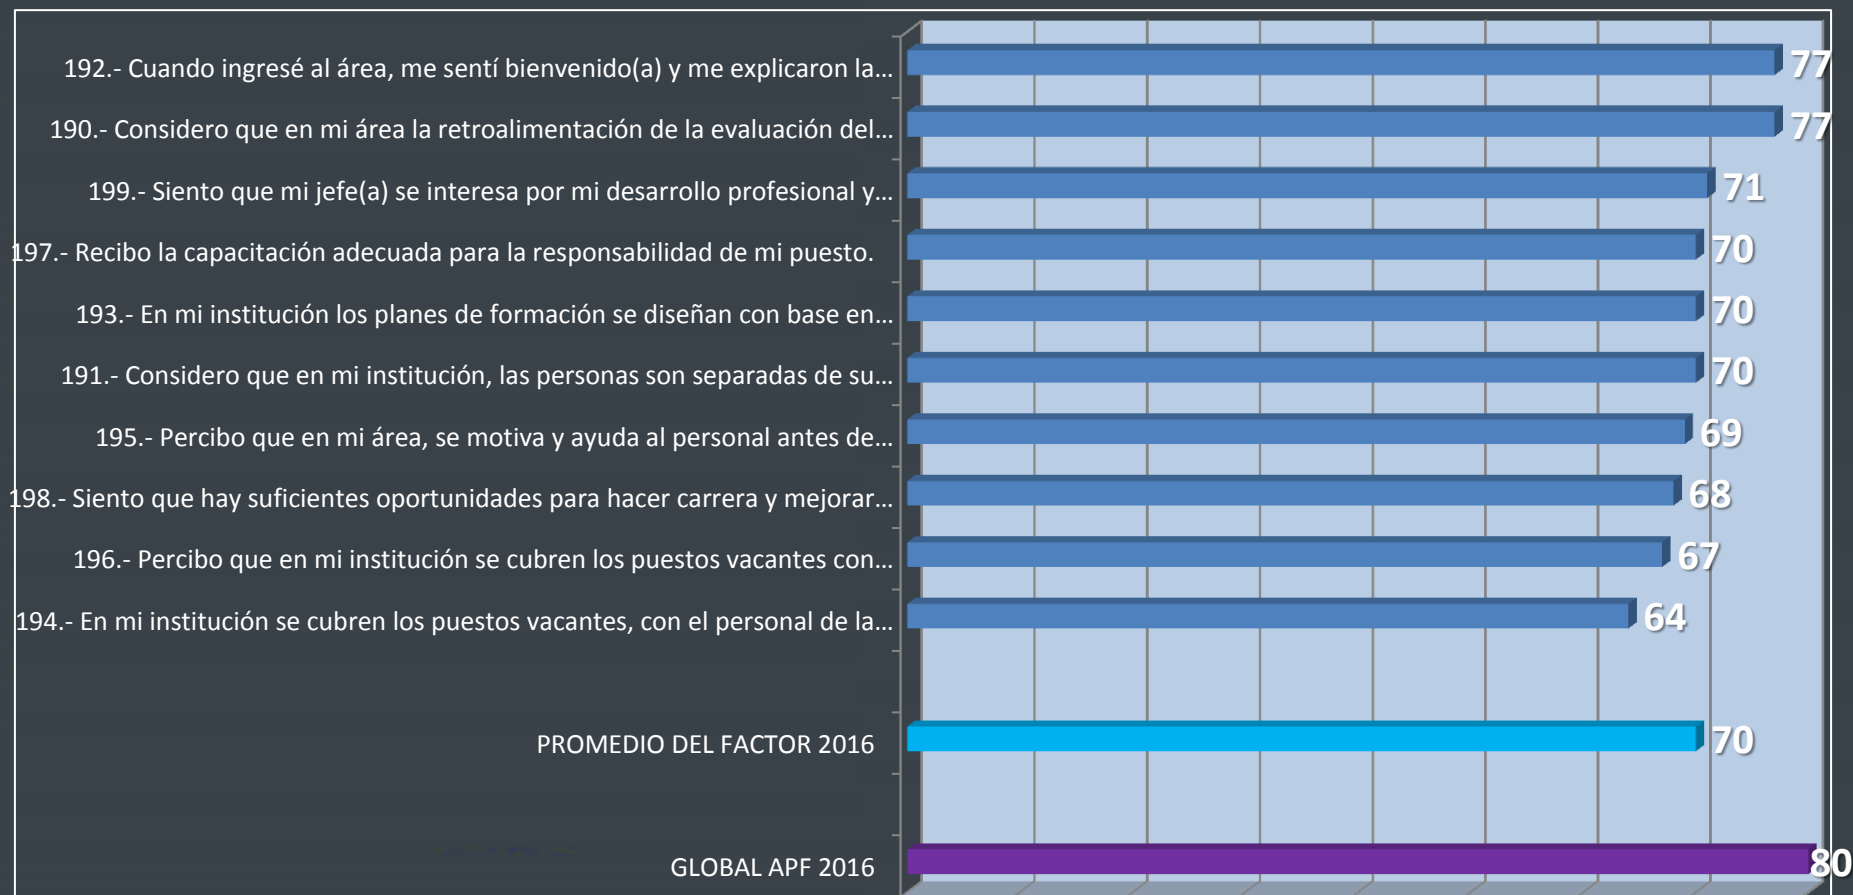 192.- Cuando ingresé al área, me sentí bienvenido(a) y me explicaron la… 77
190.- Considero que en mi área la retroalimentación de la evaluación del… 77
199.- Siento que mi jefe(a) se interesa por mi desarrollo profesional y… 71
197.- Recibo la capacitación adecuada para la responsabilidad de mi puesto. 70
193.- En mi institución los planes de formación se diseñan con base en… 70
191.- Considero que en mi institución, las personas son separadas de su… 70
195.- Percibo que en mi área, se motiva y ayuda al personal antes de… 69
198.- Siento que hay suficientes oportunidades para hacer carrera y mejorar… 68
196.- Percibo que en mi institución se cubren los puestos vacantes con… 67
194.- En mi institución se cubren los puestos vacantes, con el personal de la… 64
PROMEDIO DEL FACTOR 2016 70
GLOBAL APF 2016 80